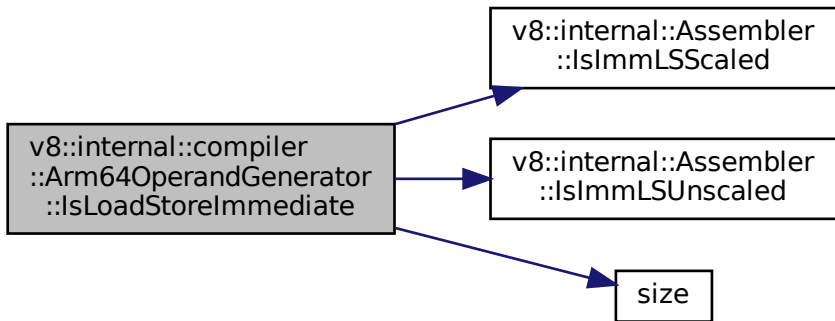 v8::internal::compiler
::Arm64OperandGenerator
::IsLoadStoreImmediate
v8::internal::Assembler
::IsImmLSScaled
v8::internal::Assembler
::IsImmLSUnscaled
size